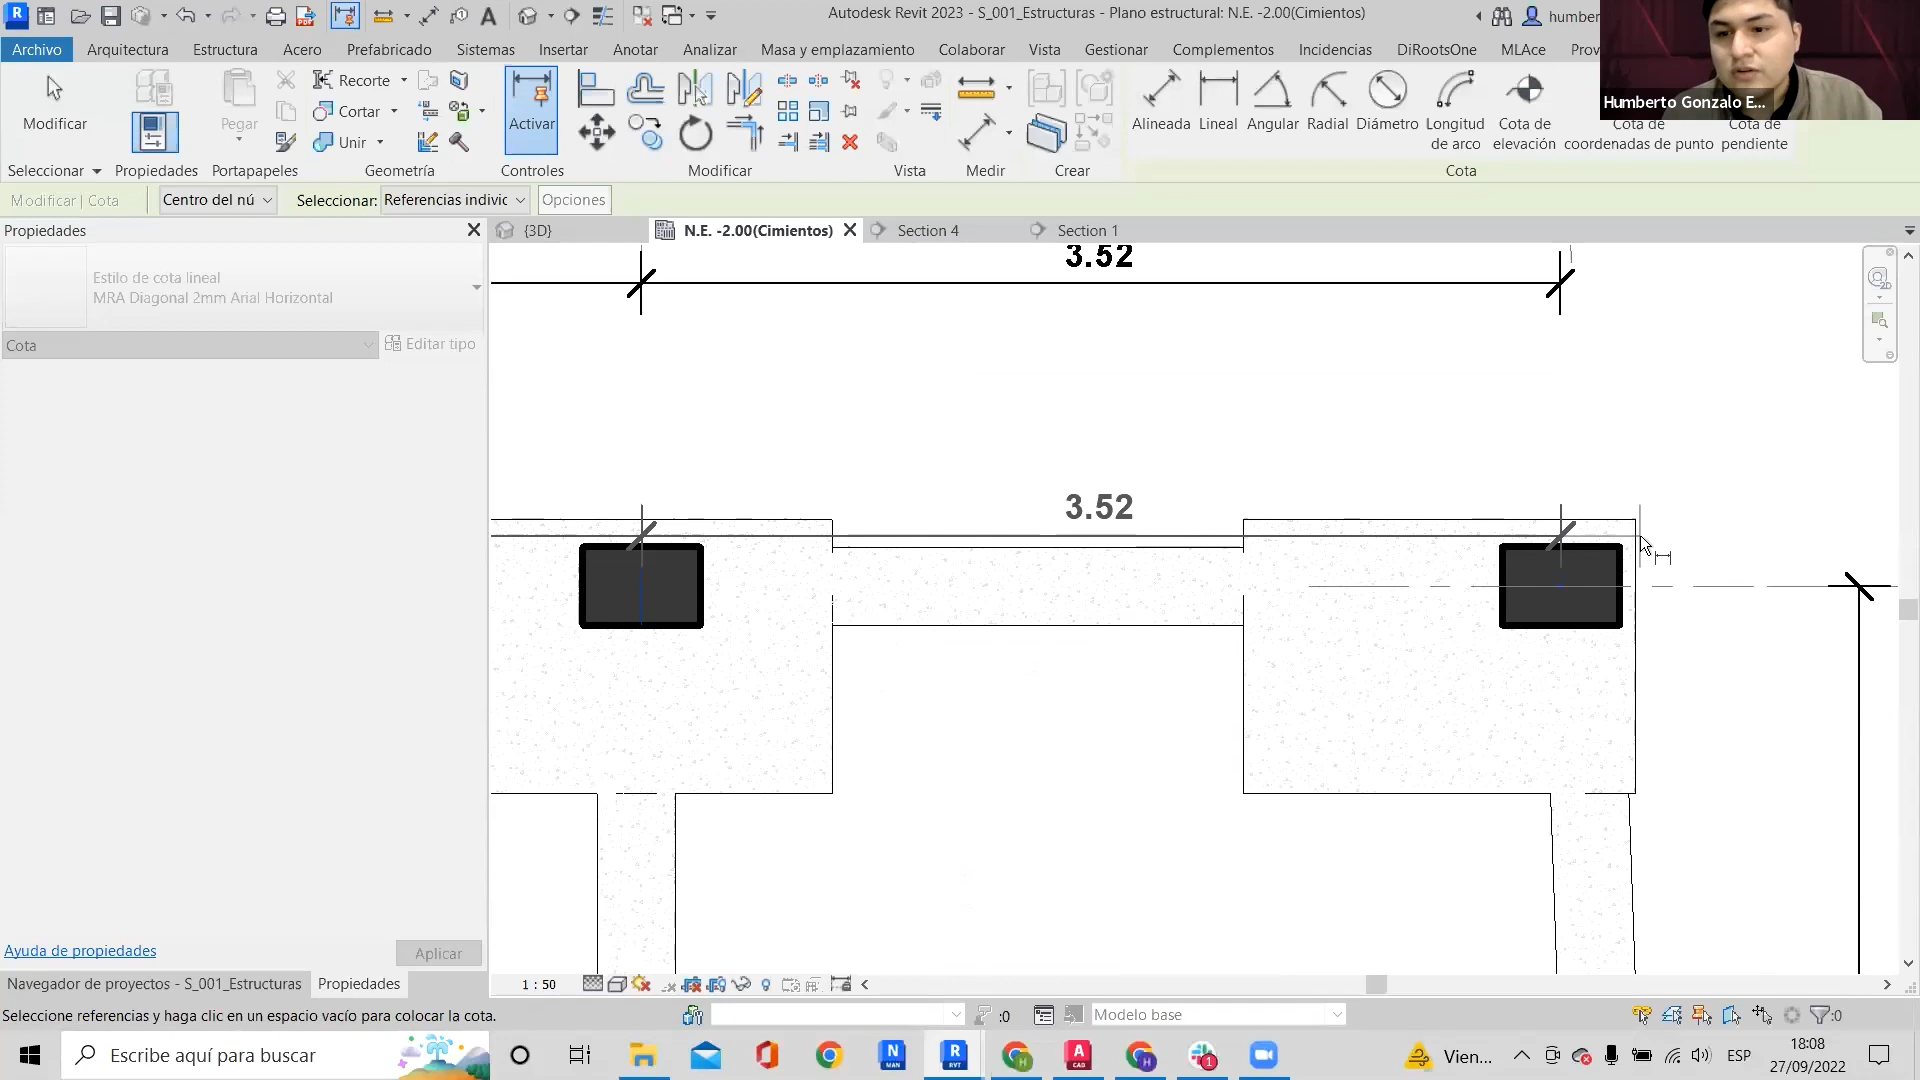 Autodesk Revit 2023 - S_001_Estructuras - Plano estructural: N.E. -2.00(Cimientos)
humber
Archivo
Arquitectura
Estructura
Acero
Prefabricado
Sistemas
Insertar
Anotar
Analizar
Masa y emplazamiento
Colaborar
Vista
Gestionar
Complementos
Incidencias
DiRootsOne
MLAce
Prov
Humberto Gonzalo E...
Modificar
Pegar
Recorte
Cortar
Unir
Activar
Alineada
Lineal
Angular
Radial
Diámetro
Longitud
de arco
Cota de
elevación
Cota de
coordenadas de punto
Cota de
pendiente
Seleccionar
Propiedades
Portapapeles
Geometría
Controles
Modificar
Vista
Medir
Crear
Cota
Modificar | Cota
Centro del nú
Seleccionar:
Referencias individ
Opciones
Propiedades
{3D}
N.E. -2.00(Cimientos)
Section 4
Section 1
Estilo de cota lineal
MRA Diagonal 2mm Arial Horizontal
Cota
Editar tipo
3.52
3.52
Ayuda de propiedades
Aplicar
Navegador de proyectos - S_001_Estructuras
Propiedades
1 : 50
Seleccione referencias y haga clic en un espacio vacío para colocar la cota.
:0
Modelo base
:0
Escribe aquí para buscar
Vien...
ESP
18:08
27/09/2022